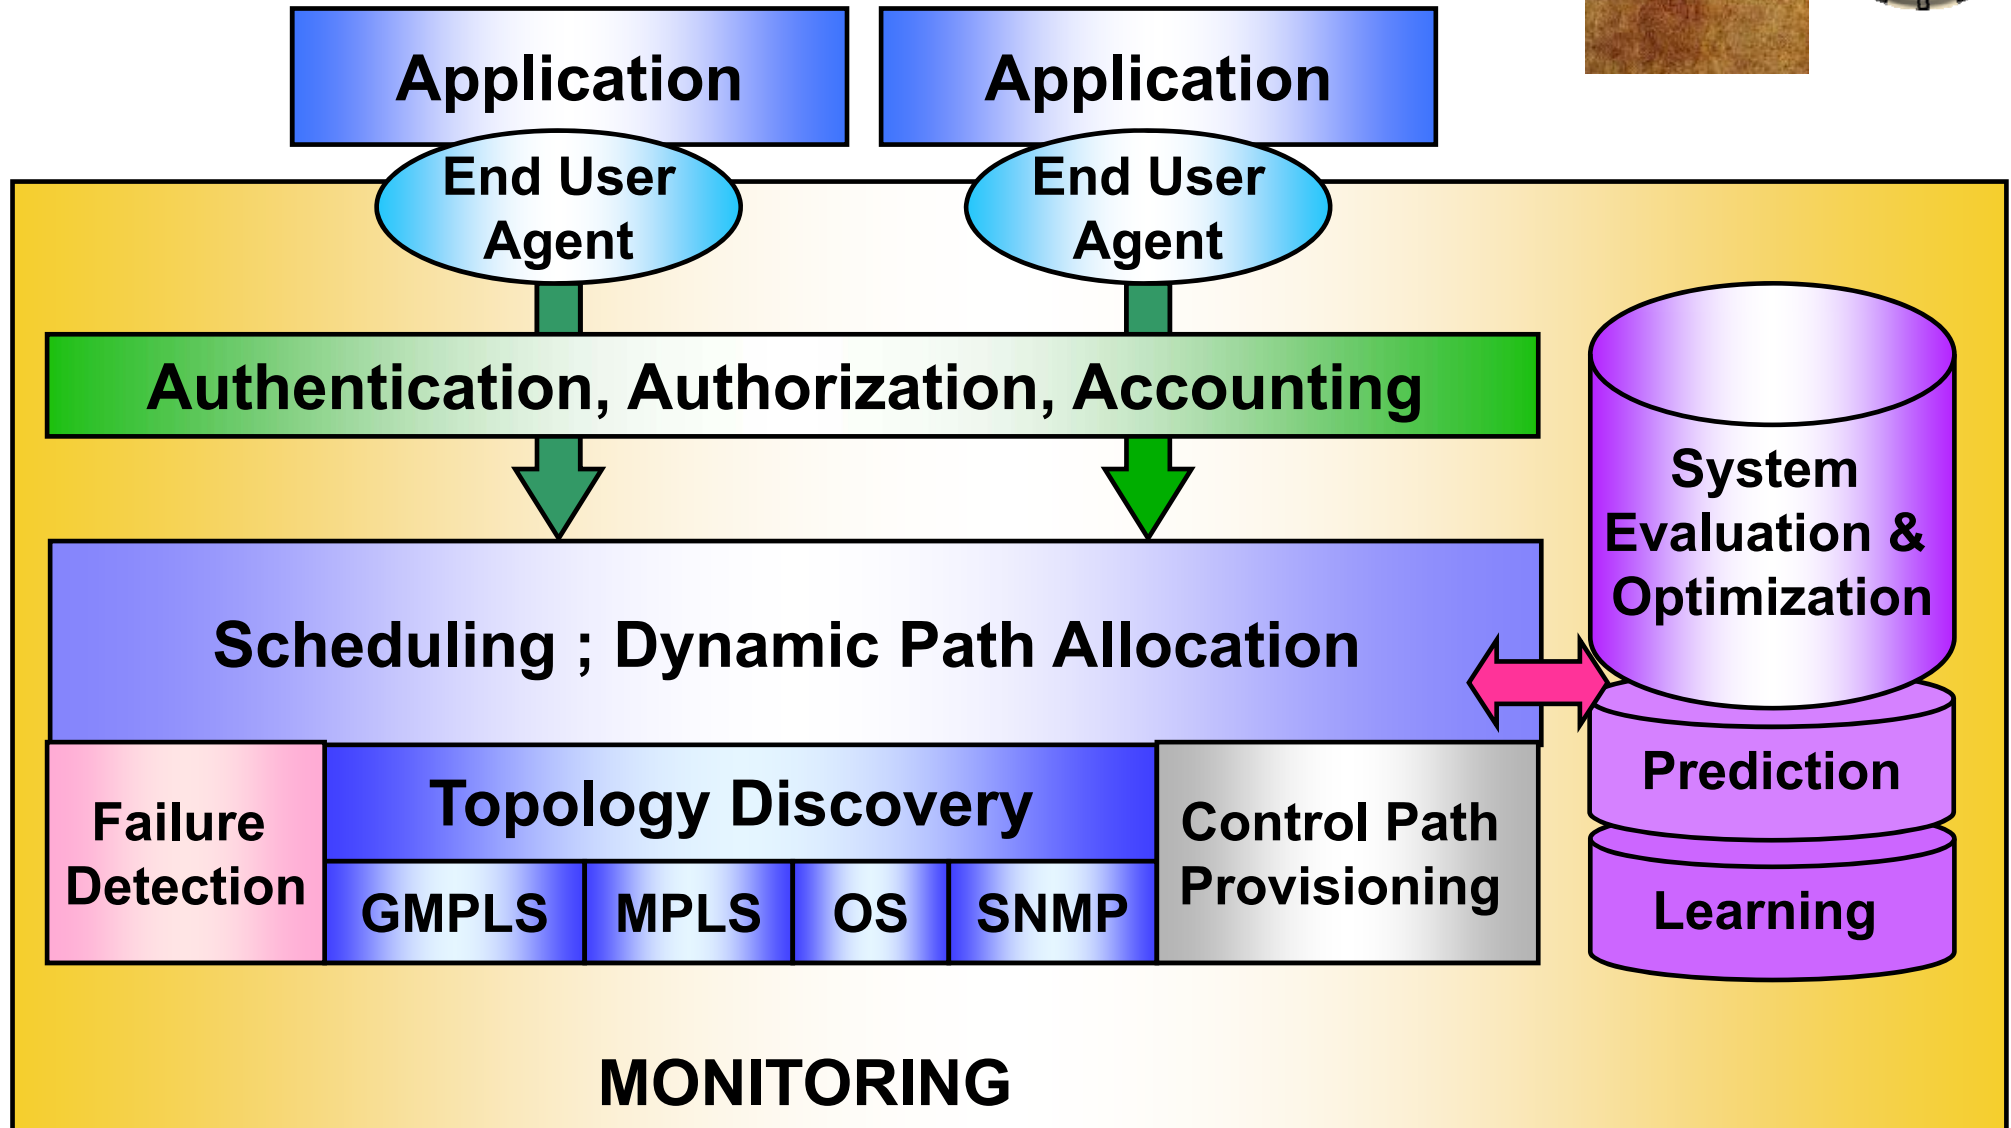 Application
Application
End User
Agent
End User
Agent
Authentication, Authorization, Accounting
System
Evaluation &
Optimization
Scheduling ; Dynamic Path Allocation
Prediction
Learning
Failure
Detection
Topology Discovery
GMPLS
MPLS
OS
SNMP
Control Path
Provisioning
MONITORING